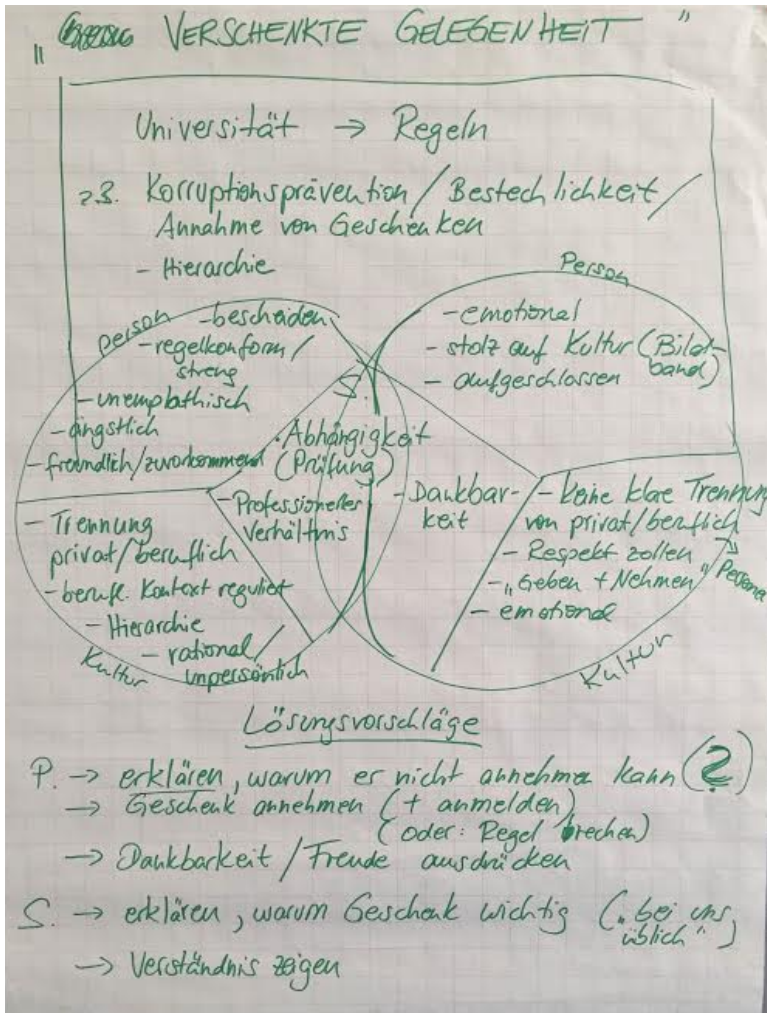 " VERSCHENKTE GELEGENHEIT "
Universität → Regeln
z.B. Korruptionsprävention / Bestechlichkeit /
Annahme von Geschenken
- Hierarchie
Person
- bescheiden
- regelkonform /
streng
- unempathisch
- ängstlich
- freundlich/zuvorkommend
- Trennung
privat/beruflich
- berufl. Kontext reguliert
- Hierarchie
- rational /
unpersönlich
Kultur
S.
· Abhängigkeit
(Prüfung)
- Professionelles
Verhältnis
- Dankbar-
keit
Person
- emotional
- stolz auf Kultur (Bild-
band)
- aufgeschlossen
- keine klare Trennung
von privat/beruflich
- Respekt zollen
- "Geben + Nehmen"
- emotional
Kultur
Lösungsvorschläge
P. → erklären, warum er nicht annehmen kann (?)
→ Geschenk annehmen (+ anmelden)
(oder: Regel brechen)
→ Dankbarkeit / Freude ausdrücken
S. → erklären, warum Geschenk wichtig ("bei uns
üblich")
→ Verständnis zeigen